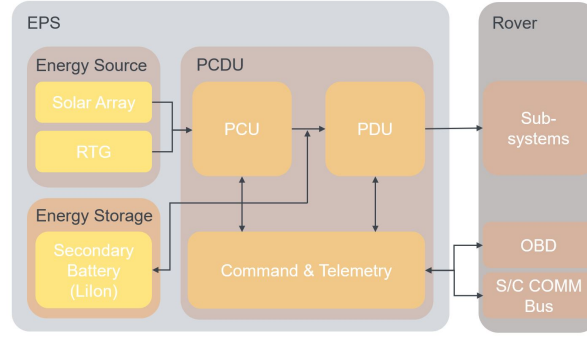 EPS
Rover
Energy Source
Solar Array
RTG
PCDU
PCU
PDU
Sub-
systems
Energy Storage
Secondary
Battery
(LiIon)
Command & Telemetry
OBD
S/C COMM
Bus